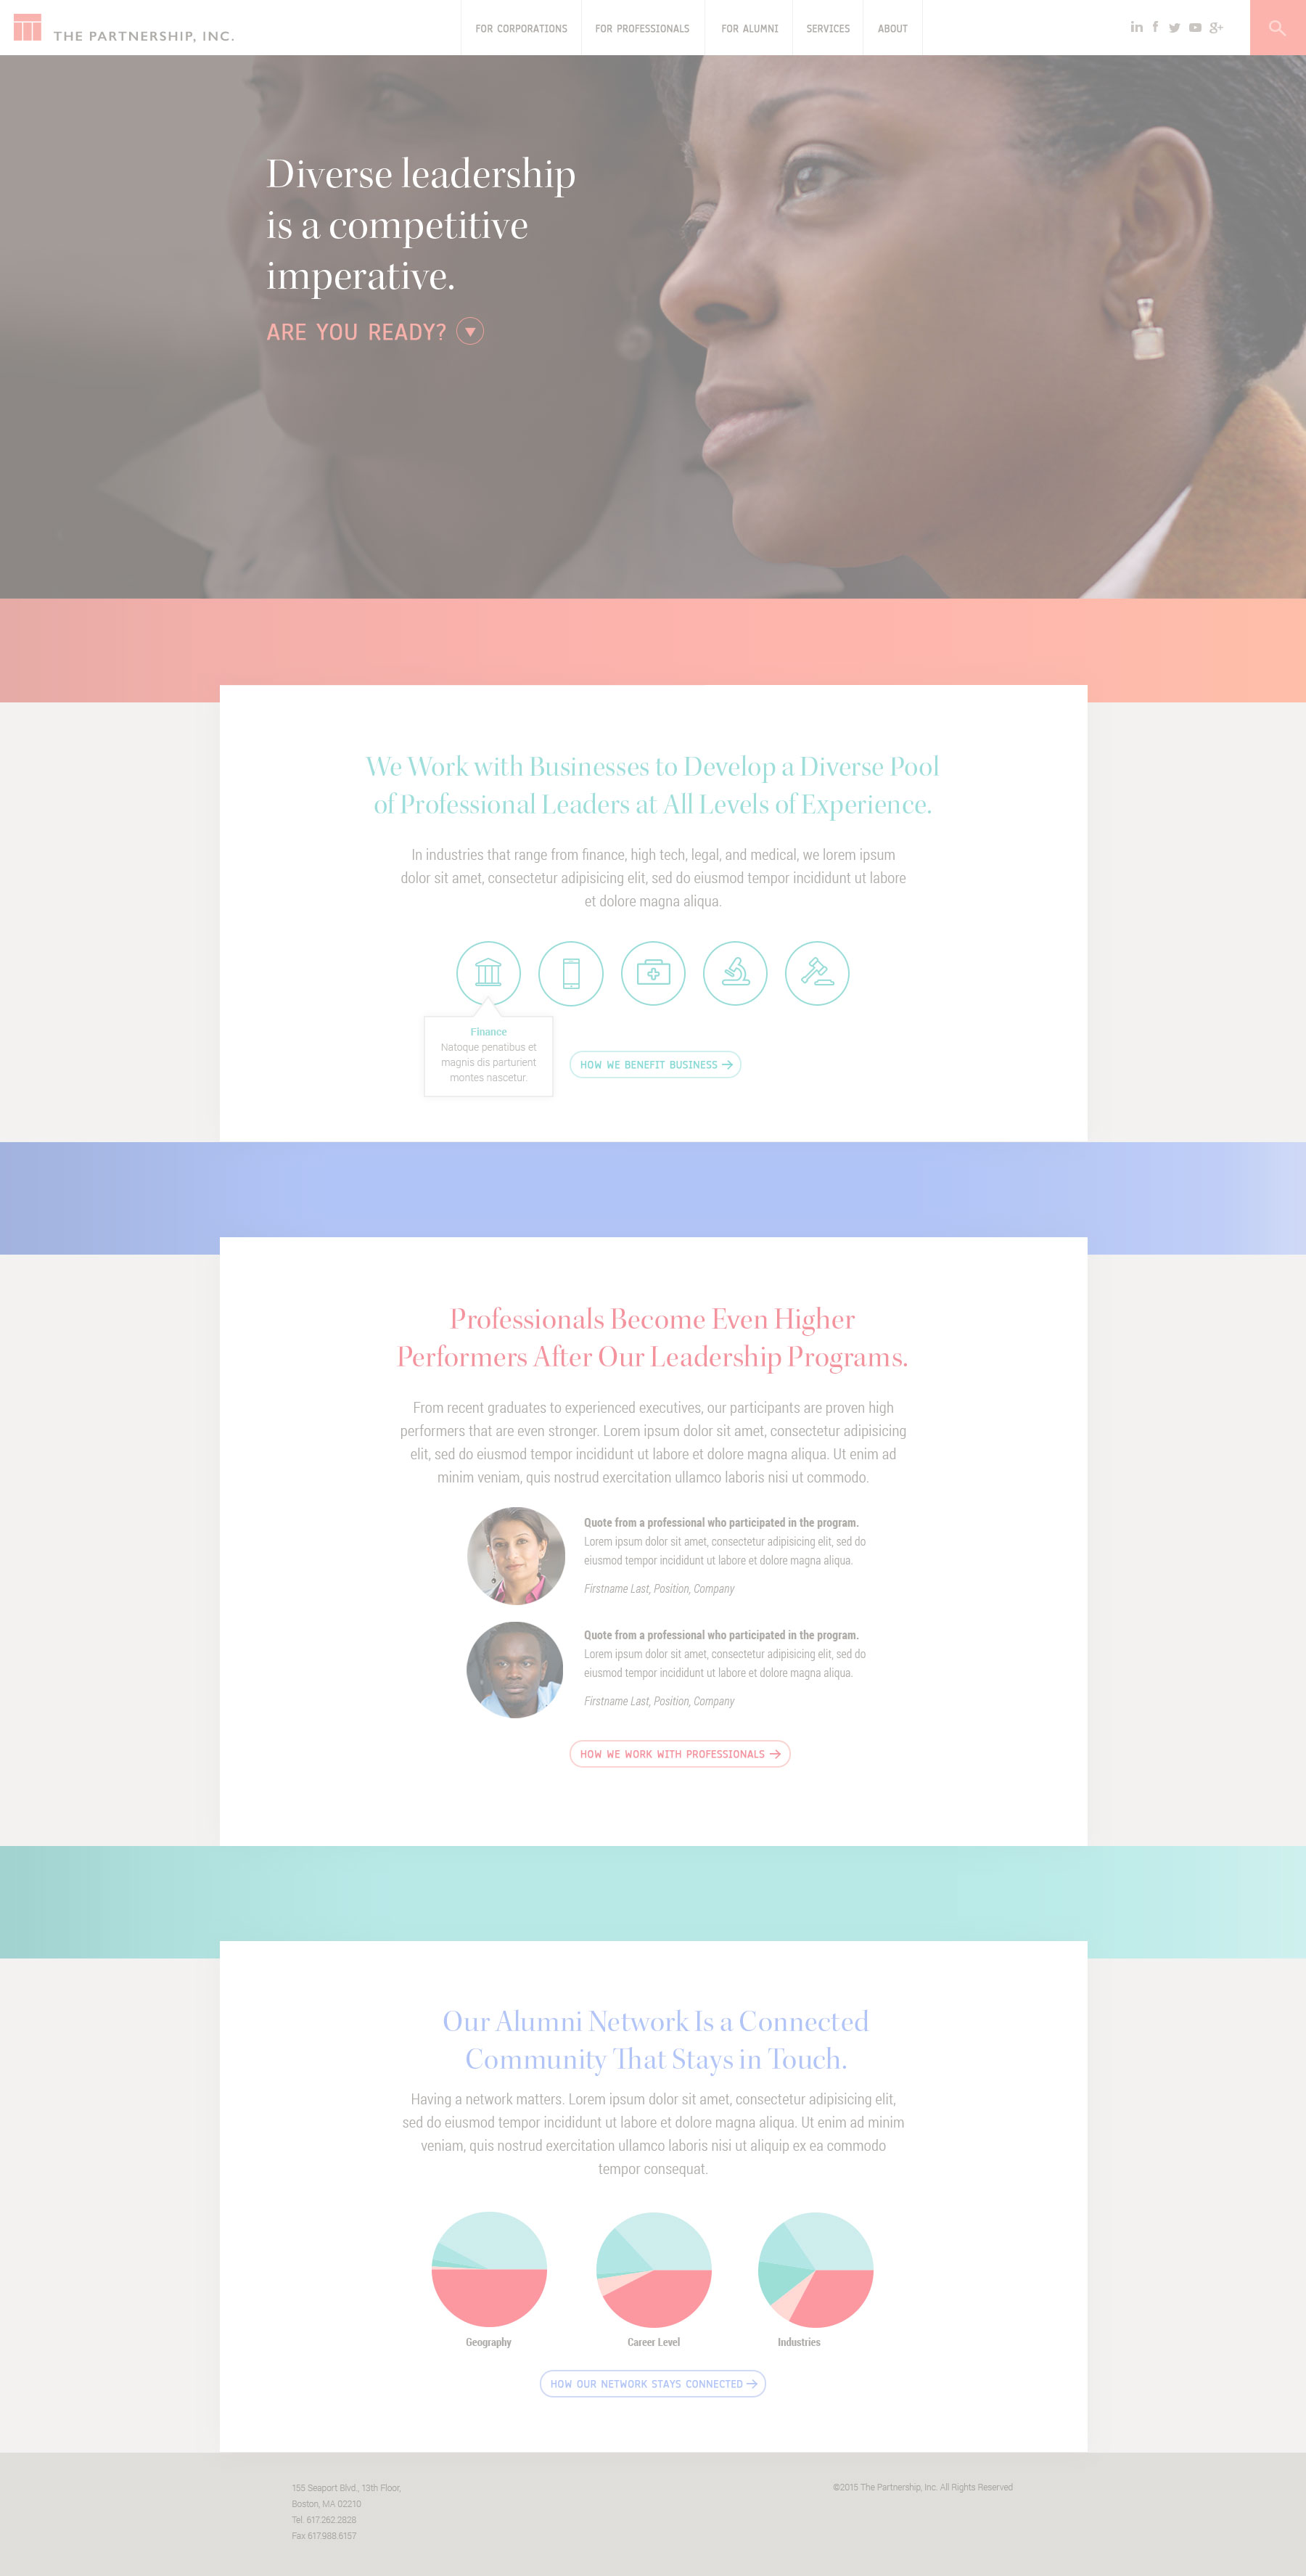 THE PARTNERSHIP, INC.
FOR CORPORATIONS
FOR PROFESSIONALS
FOR ALUMNI
SERVICES
ABOUT
Diverse leadership
is a competitive
imperative.
ARE YOU READY?
We Work with Businesses to Develop a Diverse Pool
of Professional Leaders at All Levels of Experience.
In industries that range from finance, high tech, legal, and medical, we lorem ipsum
dolor sit amet, consectetur adipisicing elit, sed do eiusmod tempor incididunt ut labore
et dolore magna aliqua.
Finance
Natoque penatibus et
magnis dis parturient
montes nascetur.
HOW WE BENEFIT BUSINESS
Professionals Become Even Higher
Performers After Our Leadership Programs.
From recent graduates to experienced executives, our participants are proven high
performers that are even stronger. Lorem ipsum dolor sit amet, consectetur adipisicing
elit, sed do eiusmod tempor incididunt ut labore et dolore magna aliqua. Ut enim ad
minim veniam, quis nostrud exercitation ullamco laboris nisi ut commodo.
Quote from a professional who participated in the program.
Lorem ipsum dolor sit amet, consectetur adipisicing elit, sed do
eiusmod tempor incididunt ut labore et dolore magna aliqua.
Firstname Last, Position, Company
Quote from a professional who participated in the program.
Lorem ipsum dolor sit amet, consectetur adipisicing elit, sed do
eiusmod tempor incididunt ut labore et dolore magna aliqua.
Firstname Last, Position, Company
HOW WE WORK WITH PROFESSIONALS
Our Alumni Network Is a Connected
Community That Stays in Touch.
Having a network matters. Lorem ipsum dolor sit amet, consectetur adipisicing elit,
sed do eiusmod tempor incididunt ut labore et dolore magna aliqua. Ut enim ad minim
veniam, quis nostrud exercitation ullamco laboris nisi ut aliquip ex ea commodo
tempor consequat.
Geography
Career Level
Industries
HOW OUR NETWORK STAYS CONNECTED
155 Seaport Blvd., 13th Floor,
Boston, MA 02210
Tel: 617.262.2828
Fax 617.988.6157
©2015 The Partnership, Inc. All Rights Reserved